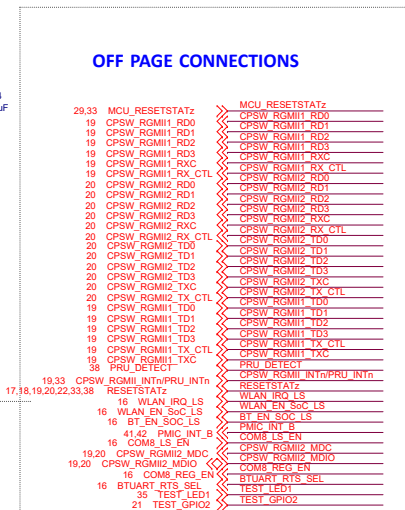 4
uF
OFF PAGE CONNECTIONS
29,33 MCU_RESETSTATz MCU_RESETSTATz
19 CPSW_RGMII1_RD0 CPSW_RGMII1_RD0
19 CPSW_RGMII1_RD1 CPSW_RGMII1_RD1
19 CPSW_RGMII1_RD2 CPSW_RGMII1_RD2
19 CPSW_RGMII1_RD3 CPSW_RGMII1_RD3
19 CPSW_RGMII1_RXC CPSW_RGMII1_RXC
19 CPSW_RGMII1_RX_CTL CPSW_RGMII1_RX_CTL
20 CPSW_RGMII2_RD0 CPSW_RGMII2_RD0
20 CPSW_RGMII2_RD1 CPSW_RGMII2_RD1
20 CPSW_RGMII2_RD2 CPSW_RGMII2_RD2
20 CPSW_RGMII2_RD3 CPSW_RGMII2_RD3
20 CPSW_RGMII2_RXC CPSW_RGMII2_RXC
20 CPSW_RGMII2_RX_CTL CPSW_RGMII2_RX_CTL
20 CPSW_RGMII2_TD0 CPSW_RGMII2_TD0
20 CPSW_RGMII2_TD1 CPSW_RGMII2_TD1
20 CPSW_RGMII2_TD2 CPSW_RGMII2_TD2
20 CPSW_RGMII2_TD3 CPSW_RGMII2_TD3
20 CPSW_RGMII2_TXC CPSW_RGMII2_TXC
20 CPSW_RGMII2_TX_CTL CPSW_RGMII2_TX_CTL
19 CPSW_RGMII1_TD0 CPSW_RGMII1_TD0
19 CPSW_RGMII1_TD1 CPSW_RGMII1_TD1
19 CPSW_RGMII1_TD2 CPSW_RGMII1_TD2
19 CPSW_RGMII1_TD3 CPSW_RGMII1_TD3
19 CPSW_RGMII1_TX_CTL CPSW_RGMII1_TX_CTL
19 CPSW_RGMII1_TXC CPSW_RGMII1_TXC
38 PRU_DETECT PRU_DETECT
19,33 CPSW_RGMII_INTn/PRU_INTn CPSW_RGMII_INTn/PRU_INTn
17,18,19,20,22,33,38 RESETSTATz RESETSTATz
16 WLAN_IRQ_LS WLAN_IRQ_LS
16 WLAN_EN_SoC_LS WLAN_EN_SoC_LS
16 BT_EN_SOC_LS BT_EN_SOC_LS
41,42 PMIC_INT_B PMIC_INT_B
16 COM8_LS_EN COM8_LS_EN
19,20 CPSW_RGMII2_MDC CPSW_RGMII2_MDC
19,20 CPSW_RGMII2_MDIO CPSW_RGMII2_MDIO
16 COM8_REG_EN COM8_REG_EN
16 BTUART_RTS_SEL BTUART_RTS_SEL
35 TEST_LED1 TEST_LED1
21 TEST_GPIO2 TEST_GPIO2